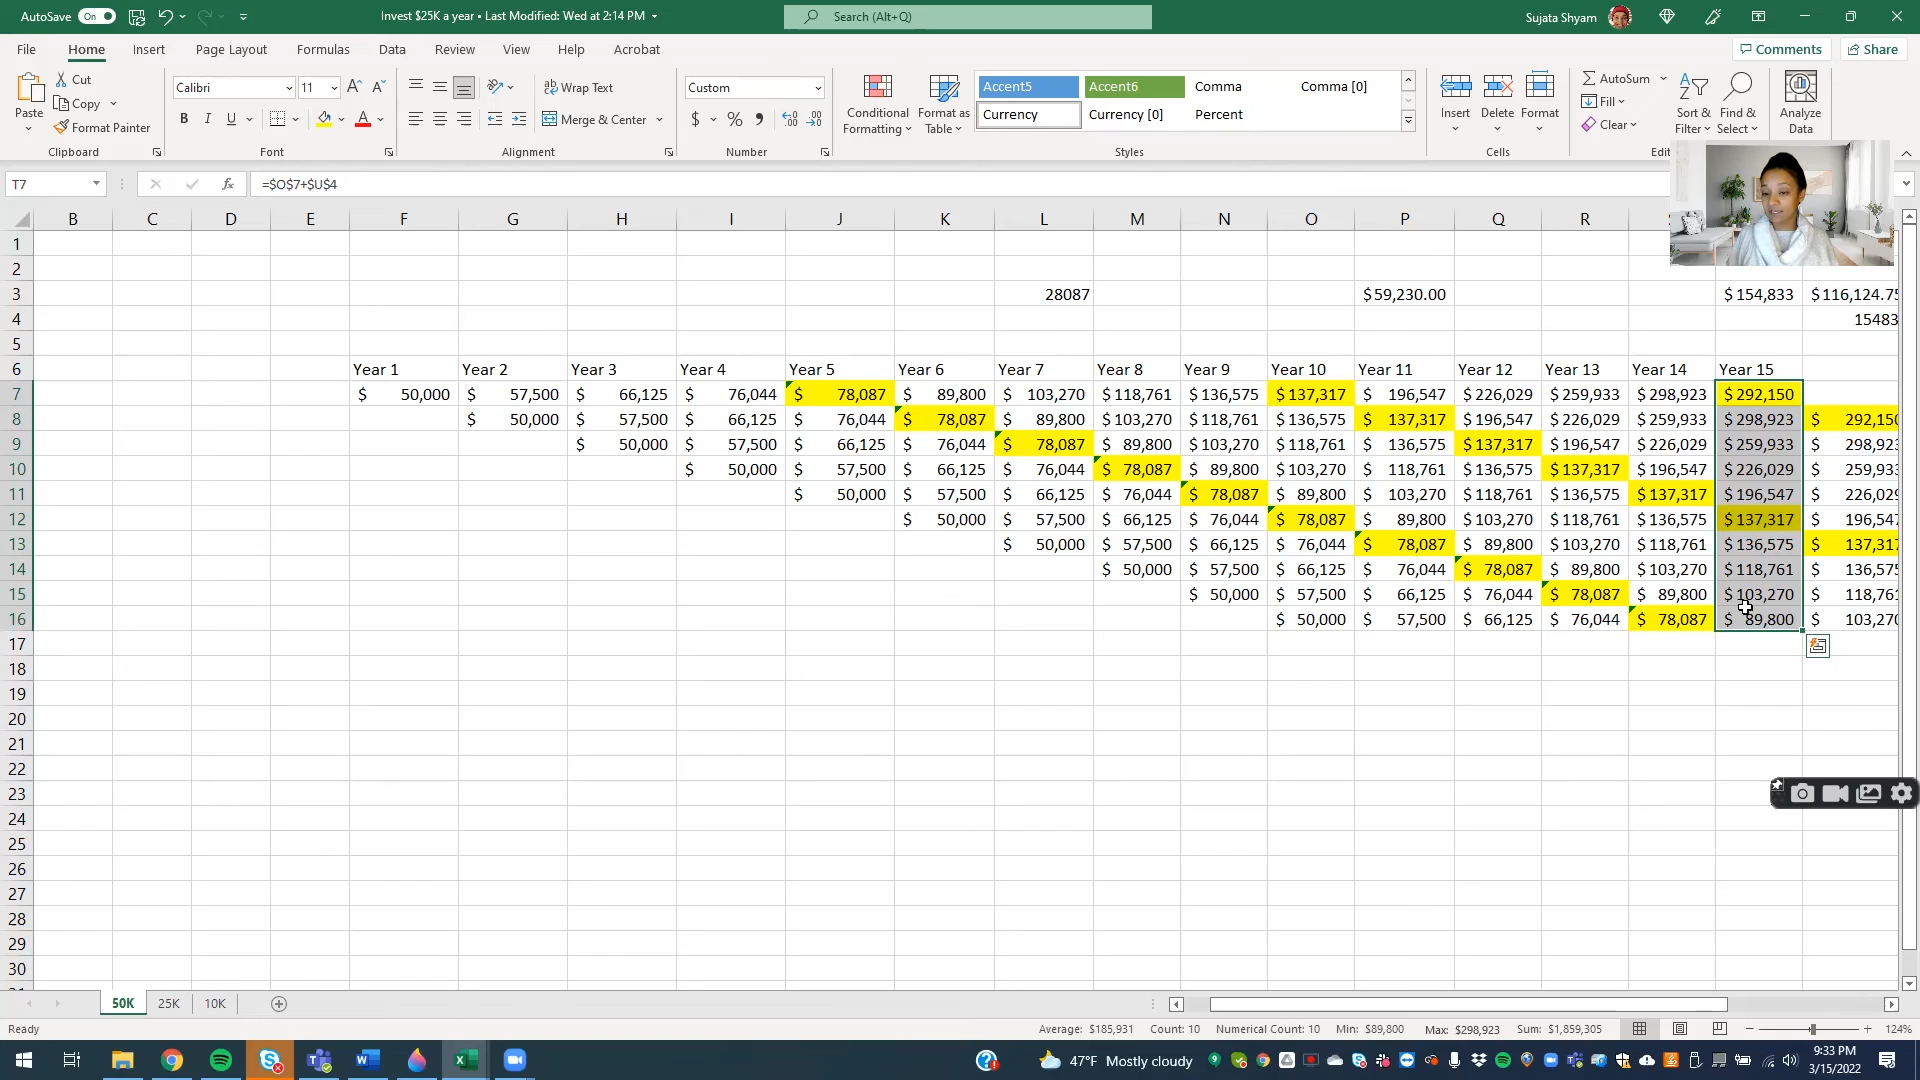 AutoSave On Invest $25K a year • Last Modified: Wed at 2:14 PM Search (Alt+Q) Sujata Shyam
File Home Insert Page Layout Formulas Data Review View Help Acrobat Comments Share
Paste Cut Copy Format Painter Clipboard
Calibri 11 B I U Font
Wrap Text Merge & Center Alignment
Custom $ % Number
Conditional Formatting Format as Table
Accent5 Accent6 Comma Comma [0]
Currency Currency [0] Percent
Styles
Insert Delete Format Cells
AutoSum Fill Clear Sort & Filter Find & Select
Analyze Data
T7 fx =$O$7+$U$4
B C D E F G H I J K L M N O P Q R
1
2
3 28087 $59,230.00 $154,833 $116,124.75
4 15483
5
6 Year 1 Year 2 Year 3 Year 4 Year 5 Year 6 Year 7 Year 8 Year 9 Year 10 Year 11 Year 12 Year 13 Year 14 Year 15
7 $ 50,000 $ 57,500 $ 66,125 $ 76,044 $ 78,087 $ 89,800 $ 103,270 $118,761 $136,575 $137,317 $ 196,547 $226,029 $259,933 $298,923 $292,150
8 $ 50,000 $ 57,500 $ 66,125 $ 76,044 $ 78,087 $ 89,800 $103,270 $118,761 $136,575 $ 137,317 $196,547 $226,029 $259,933 $298,923 $ 292,150
9 $ 50,000 $ 57,500 $ 66,125 $ 76,044 $ 78,087 $ 89,800 $103,270 $118,761 $ 136,575 $137,317 $196,547 $226,029 $259,933 $ 298,923
10 $ 50,000 $ 57,500 $ 66,125 $ 76,044 $ 78,087 $ 89,800 $103,270 $ 118,761 $136,575 $137,317 $196,547 $226,029 $ 259,933
11 $ 50,000 $ 57,500 $ 66,125 $ 76,044 $ 78,087 $ 89,800 $ 103,270 $118,761 $136,575 $137,317 $196,547 $ 226,029
12 $ 50,000 $ 57,500 $ 66,125 $ 76,044 $ 78,087 $ 89,800 $103,270 $118,761 $136,575 $137,317 $ 196,547
13 $ 50,000 $ 57,500 $ 66,125 $ 76,044 $ 78,087 $ 89,800 $103,270 $118,761 $136,575 $ 137,317
14 $ 50,000 $ 57,500 $ 66,125 $ 76,044 $ 78,087 $ 89,800 $103,270 $118,761 $ 136,575
15 $ 50,000 $ 57,500 $ 66,125 $ 76,044 $ 78,087 $ 89,800 $ 103,270 $ 118,761
16 $ 50,000 $ 57,500 $ 66,125 $ 76,044 $ 78,087 $ 89,800 $ 103,270
17
18
19
20
21
22
23
24
25
26
27
28
29
30
50K 25K 10K
Ready Average: $185,931 Count: 10 Numerical Count: 10 Min: $89,800 Max: $298,923 Sum: $1,859,305 124%
47°F Mostly cloudy 9:33 PM
3/15/2022